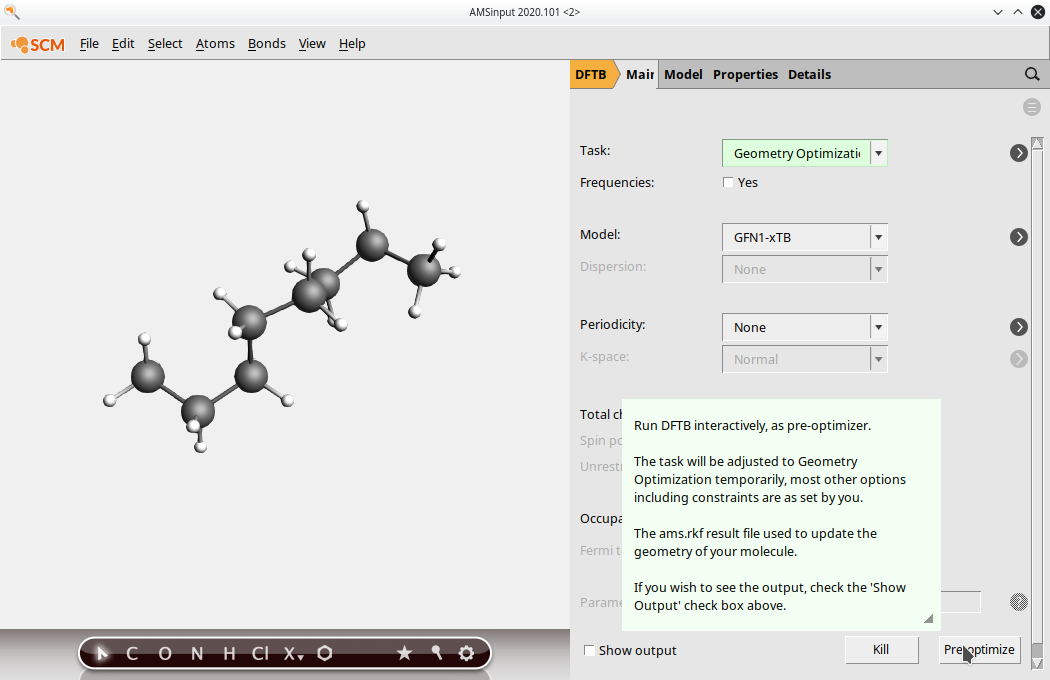 AMSinput 2020.101 <2>
SCM File Edit Select Atoms Bonds View Help
DFTB Main Model Properties Details
Task: Geometry Optimizati
Frequencies: Yes
Model: GFN1-xTB
Dispersion: None
Periodicity: None
K-space: Normal
Total ch
Spin po
Unrest
Occupa
Fermi t
Parame
Run DFTB interactively, as pre-optimizer.
The task will be adjusted to Geometry
Optimization temporarily, most other options
including constraints are as set by you.
The ams.rkf result file used to update the
geometry of your molecule.
If you wish to see the output, check the 'Show
Output' check box above.
C O N H Cl X
Show output Kill Preoptimize